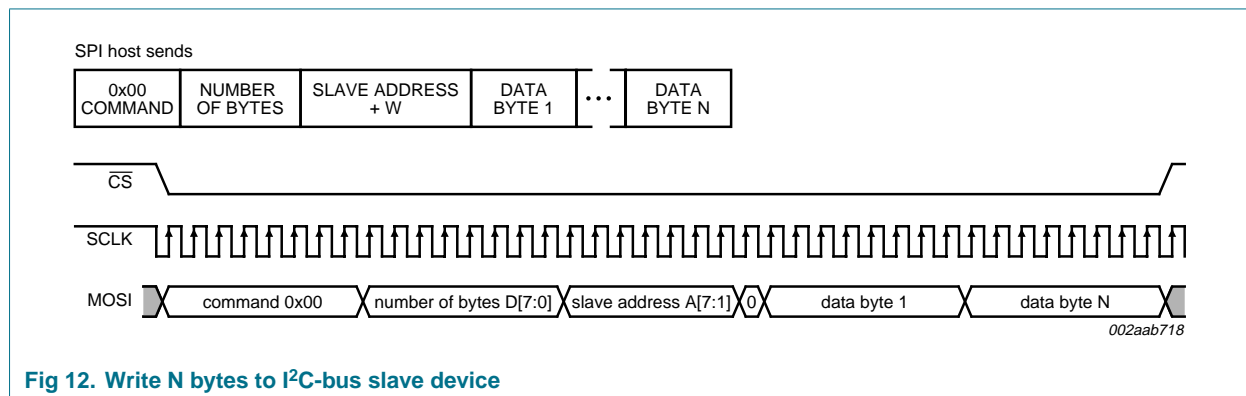 SPI host sends
0x00 COMMAND
NUMBER OF BYTES
SLAVE ADDRESS + W
DATA BYTE 1
...
DATA BYTE N
CS
SCLK
MOSI
command 0x00
number of bytes D[7:0]
slave address A[7:1]
0
data byte 1
data byte N
002aab718
Fig 12. Write N bytes to I²C-bus slave device